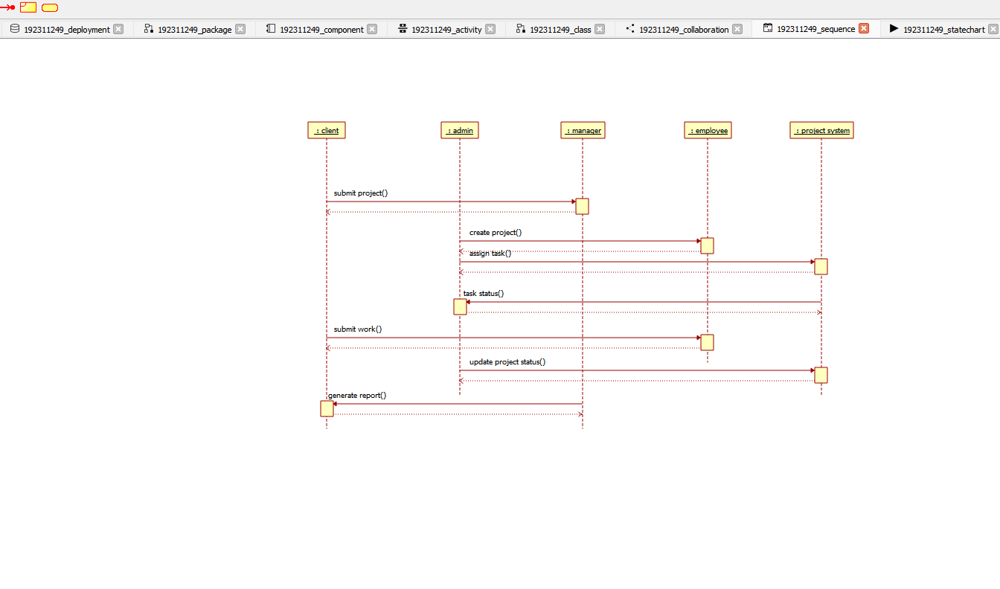 192311249_deployment
192311249_package
192311249_component
192311249_activity
192311249_class
192311249_collaboration
192311249_sequence
192311249_statechart
: client
: admin
: manager
: employee
: project system
submit project()
create project()
assign task()
task status()
submit work()
update project status()
generate report()